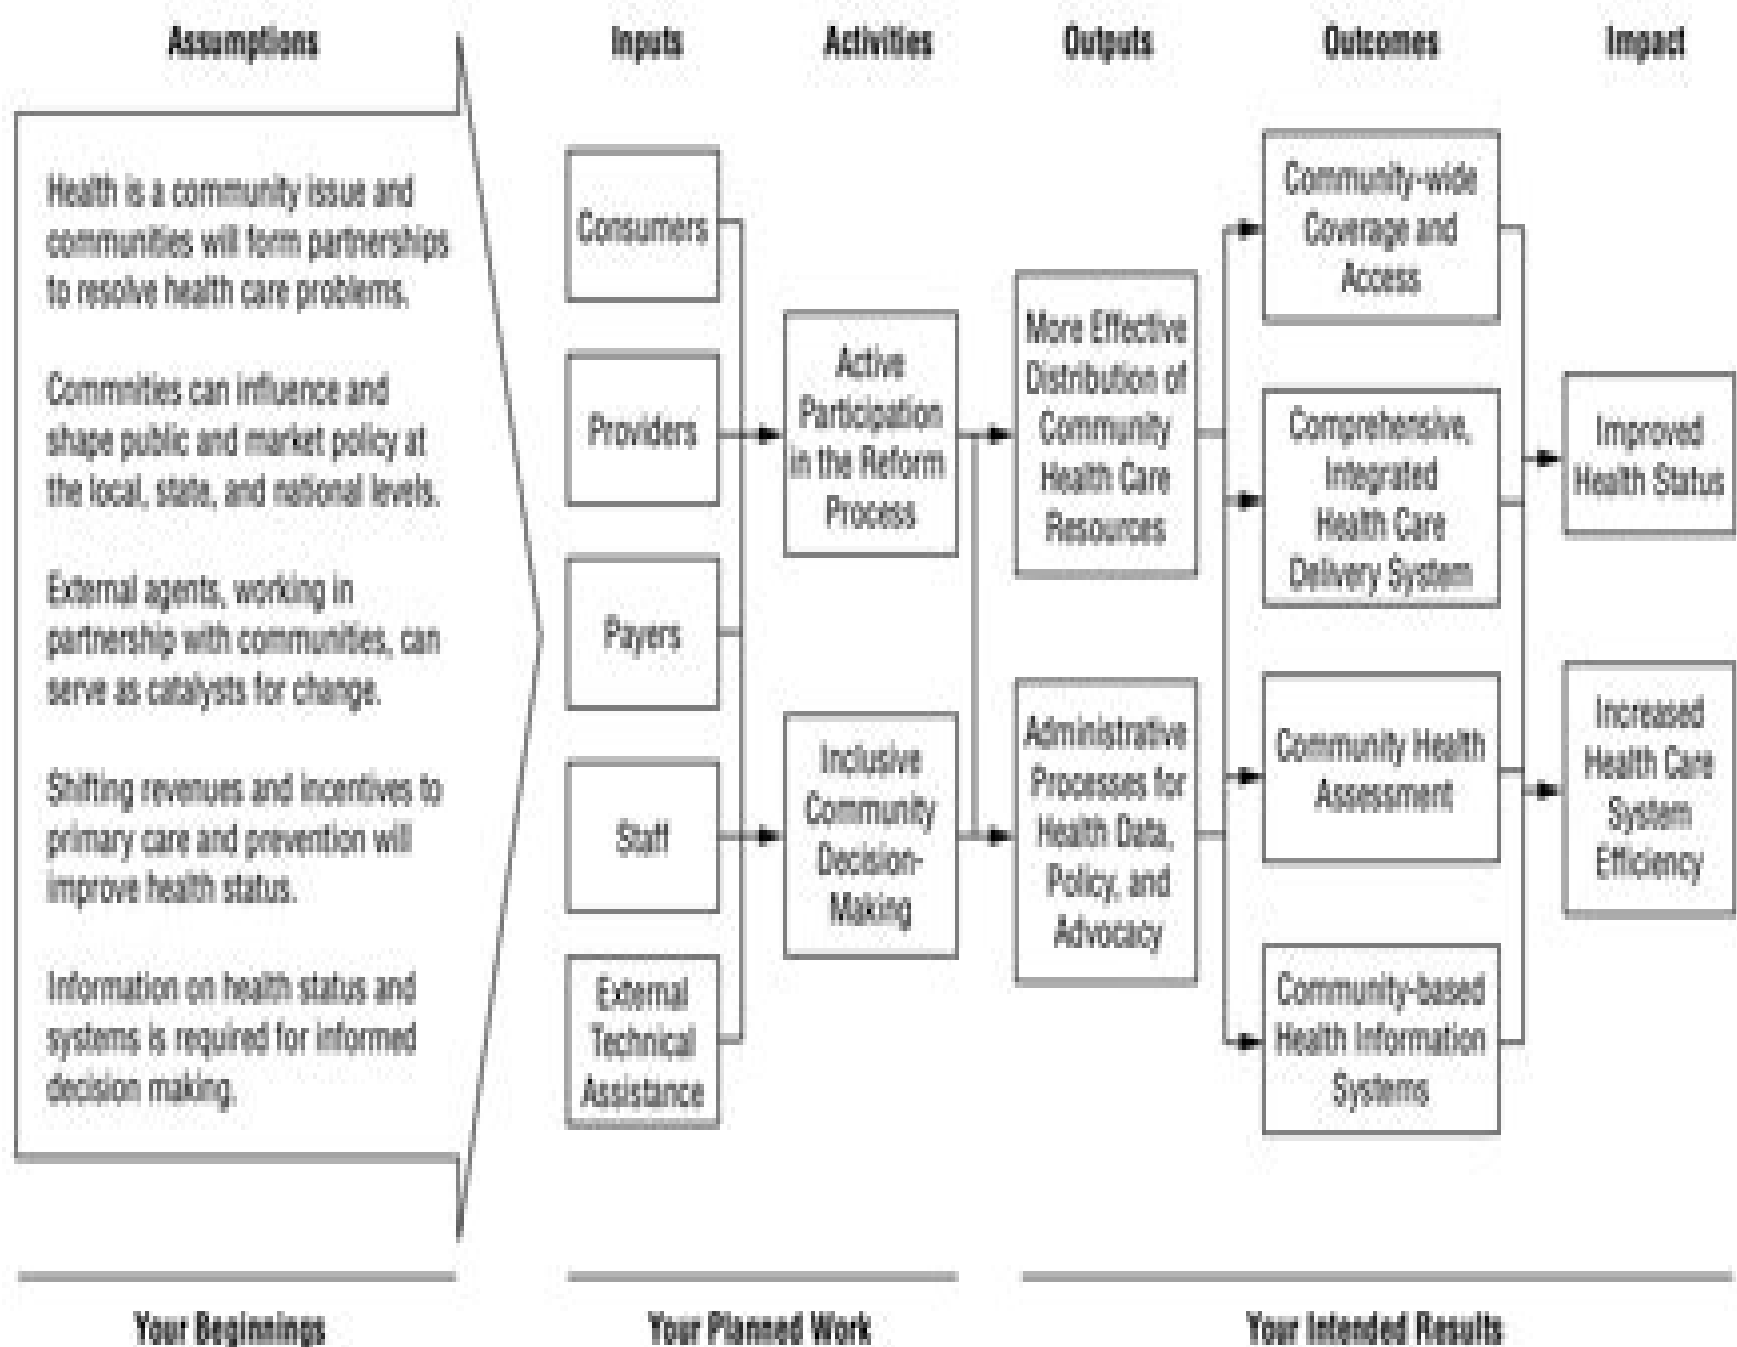 Assumptions
Inputs
Activities
Outputs
Outcomes
Impact
Health is a community issue and
communities will form partnerships
to resolve health care problems.
Commnities can influence and
shape public and market policy at
the local, state, and national levels.
External agents, working in
partnership with communities, can
serve as catalysts for change.
Shifting revenues and incentives to
primary care and prevention will
improve health status.
Information on health status and
systems is required for informed
decision making.
Consumers
Providers
Payers
Staff
External
Technical
Assistance
Active
Participation
in the Reform
Process
Inclusive
Community
Decision-
Making
More Effective
Distribution of
Community
Health Care
Resources
Administrative
Processes for
Health Data,
Policy, and
Advocacy
Community-wide
Coverage and
Access
Comprehensive,
Integrated
Health Care
Delivery System
Community Health
Assessment
Community-based
Health Information
Systems
Improved
Health Status
Increased
Health Care
System
Efficiency
Your Beginnings
Your Planned Work
Your Intended Results